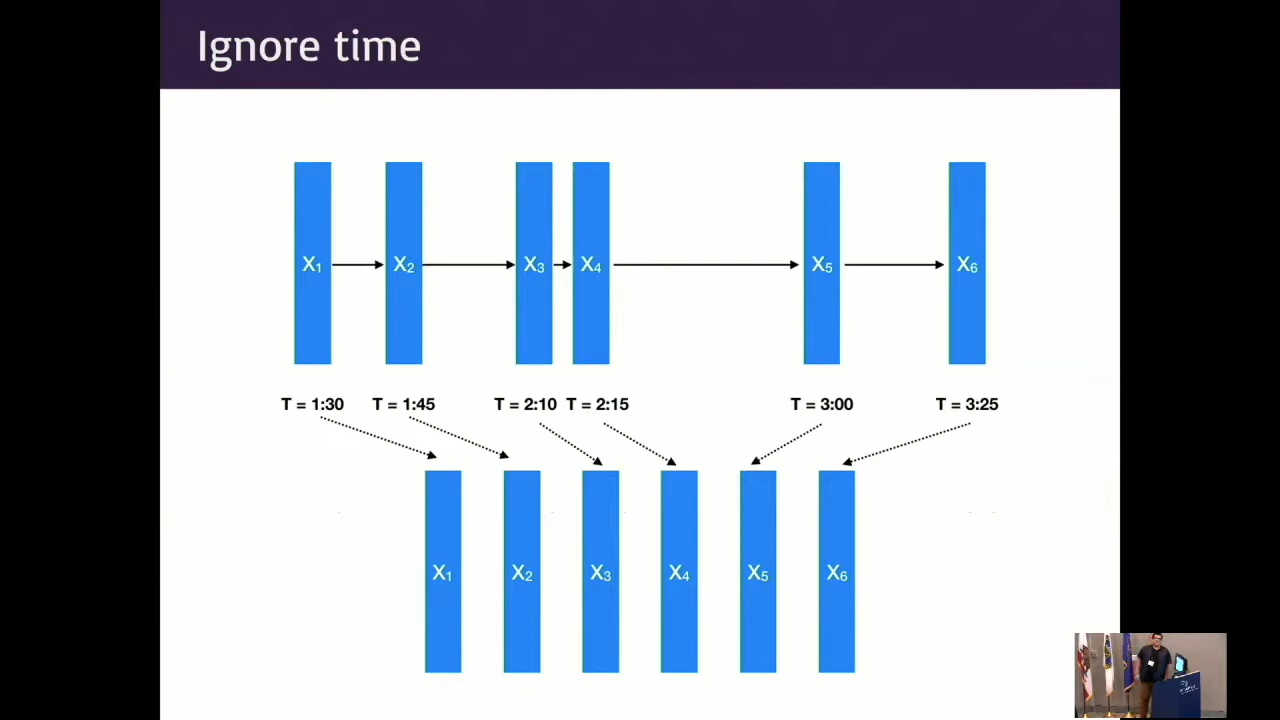 Ignore time
X₁ X₂ X₃ X₄ X₅ X₆
T = 1:30 T = 1:45 T = 2:10 T = 2:15 T = 3:00 T = 3:25
X₁ X₂ X₃ X₄ X₅ X₆